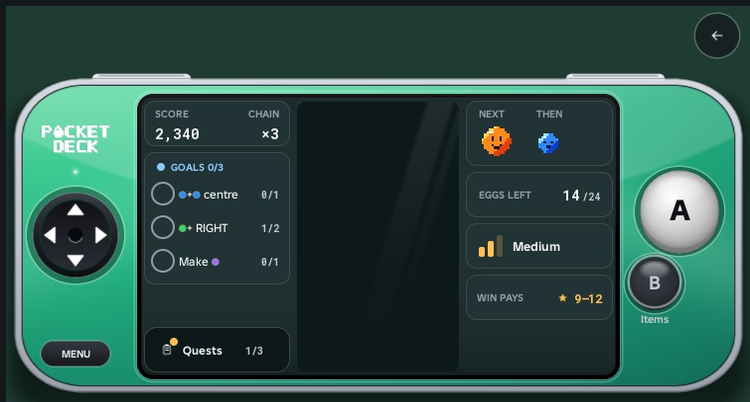 POCKET
DECK
SCORE CHAIN
2,340 ×3
GOALS 0/3
centre 0/1
RIGHT 1/2
Make 0/1
Quests 1/3
NEXT THEN
EGGS LEFT 14/24
Medium
WIN PAYS ★ 9–12
A
B
Items
MENU